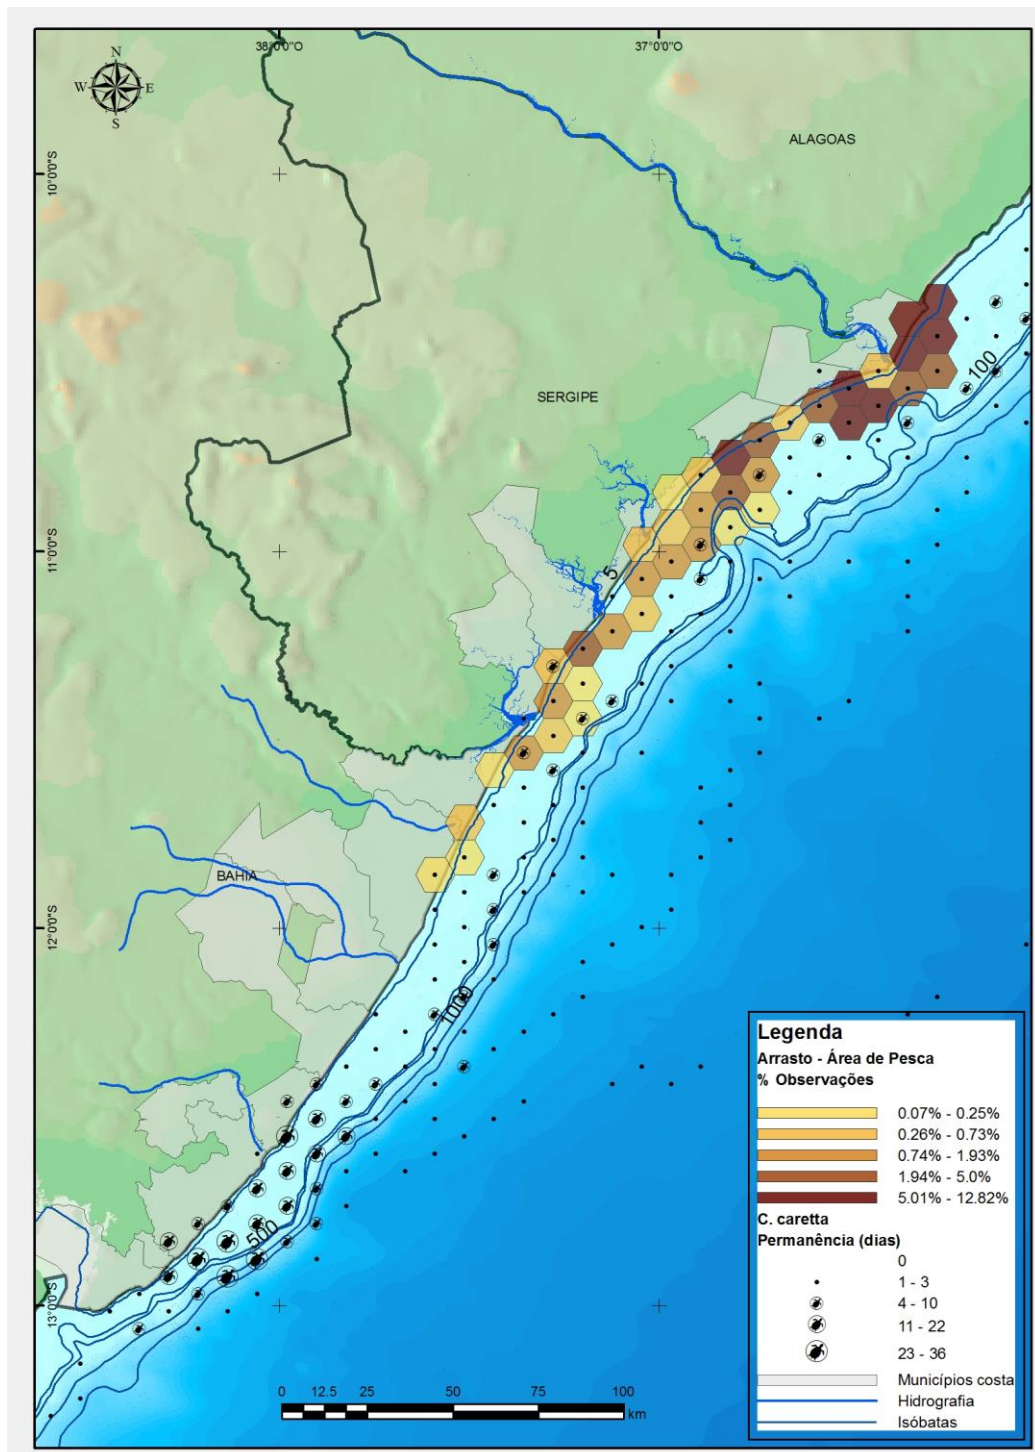 38°0'0"O
37°0'0"O
N
W E
S
ALAGOAS
10°0'0"S
100
SERGIPE
11°0'0"S
5
BAHIA
12°0'0"S
1000
500
13°0'0"S
Legenda
Arrasto - Área de Pesca
% Observações
0.07% - 0.25%
0.26% - 0.73%
0.74% - 1.93%
1.94% - 5.0%
5.01% - 12.82%
C. caretta
Permanência (dias)
0
1 - 3
4 - 10
11 - 22
23 - 36
Municípios costa
Hidrografia
Isóbatas
0 12.5 25 50 75 100
km